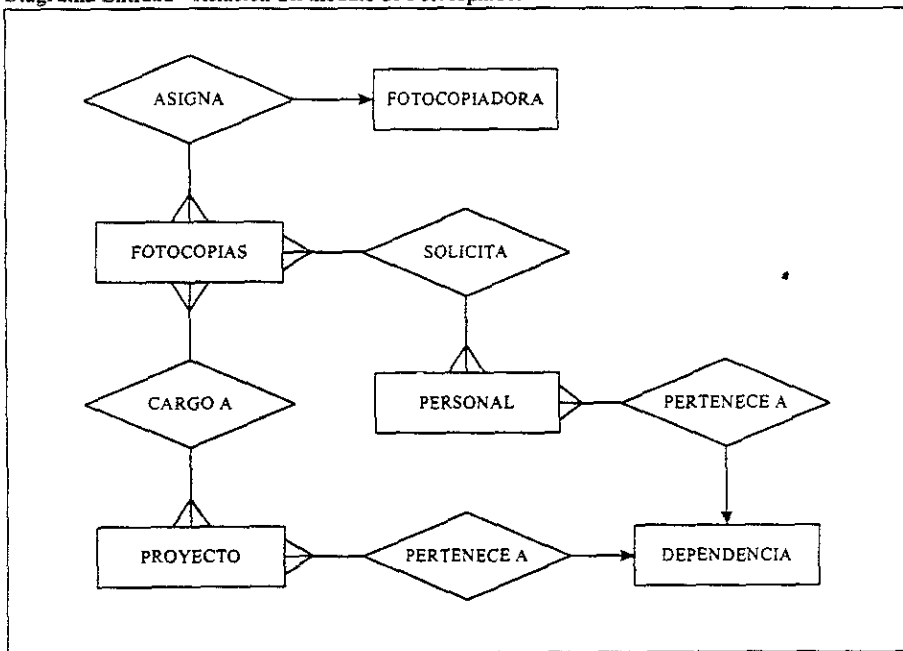 ASIGNA
FOTOCOPIADORA
FOTOCOPIAS
SOLICITA
CARGO A
PERSONAL
PERTENECE A
PROYECTO
PERTENECE A
DEPENDENCIA